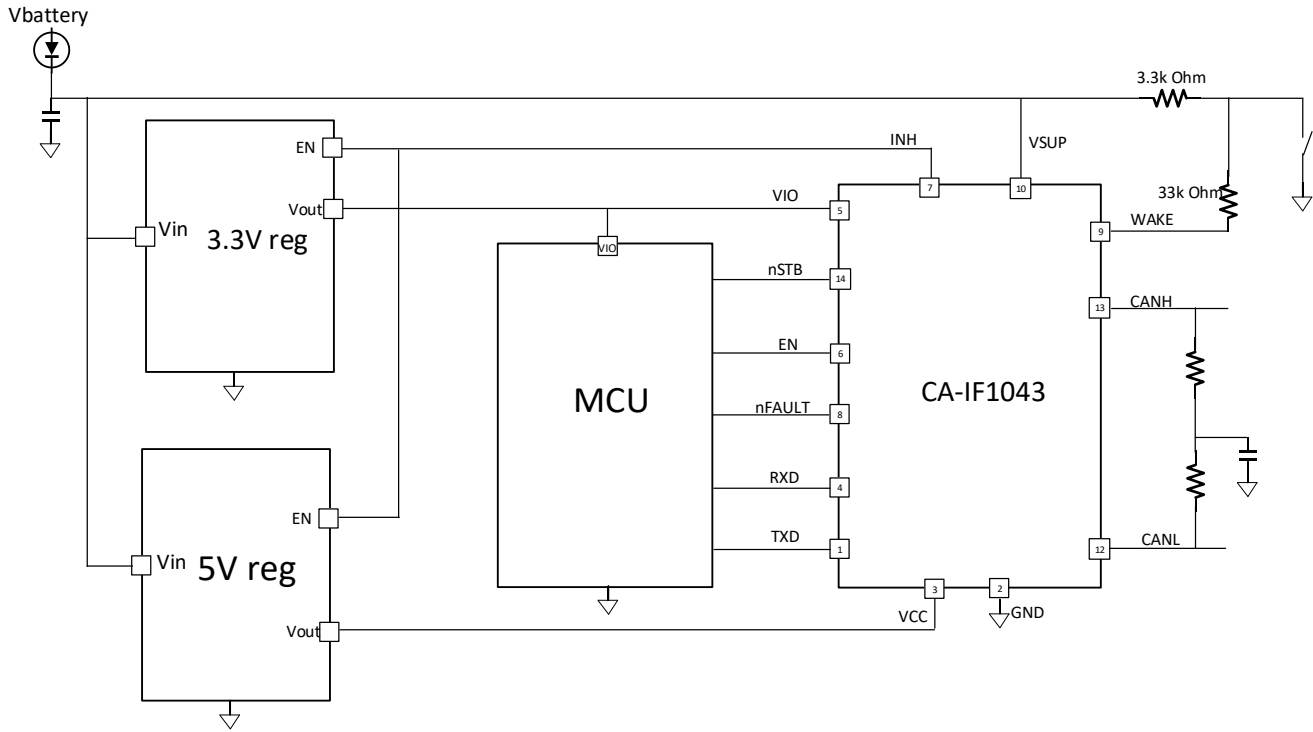 Vbattery
3.3k Ohm
EN
INH
VSUP
7
10
Vout
VIO
5
33k Ohm
Vin
3.3V reg
WAKE
9
VIO
nSTB
14
CANH
13
EN
6
MCU
CA-IF1043
nFAULT
8
RXD
4
EN
TXD
1
CANL
12
Vin
5V reg
3
2
VCC
GND
Vout